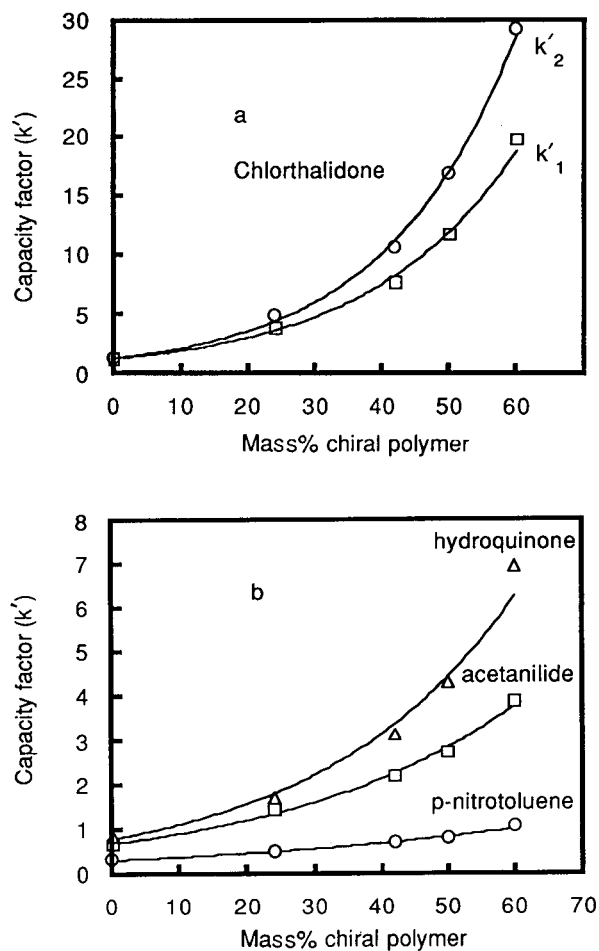 30
25
20
15
10
5
0
Capacity factor (k′)
a
Chlorthalidone
k′2
k′1
0 10 20 30 40 50 60
Mass% chiral polymer
8
7
6
5
4
3
2
1
0
Capacity factor (k′)
b
hydroquinone
acetanilide
p-nitrotoluene
0 10 20 30 40 50 60 70
Mass% chiral polymer